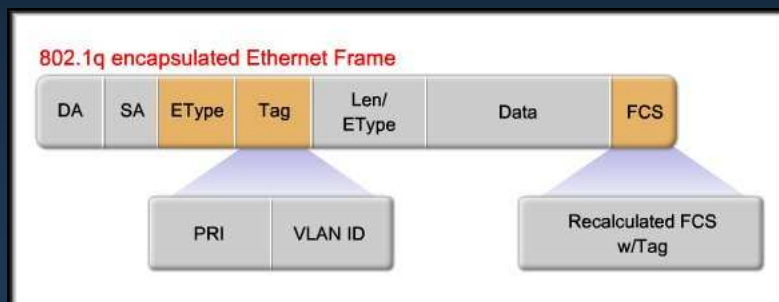 802.1q encapsulated Ethernet Frame
DA SA EType Tag Len/
EType Data FCS
PRI VLAN ID
Recalculated FCS
w/Tag